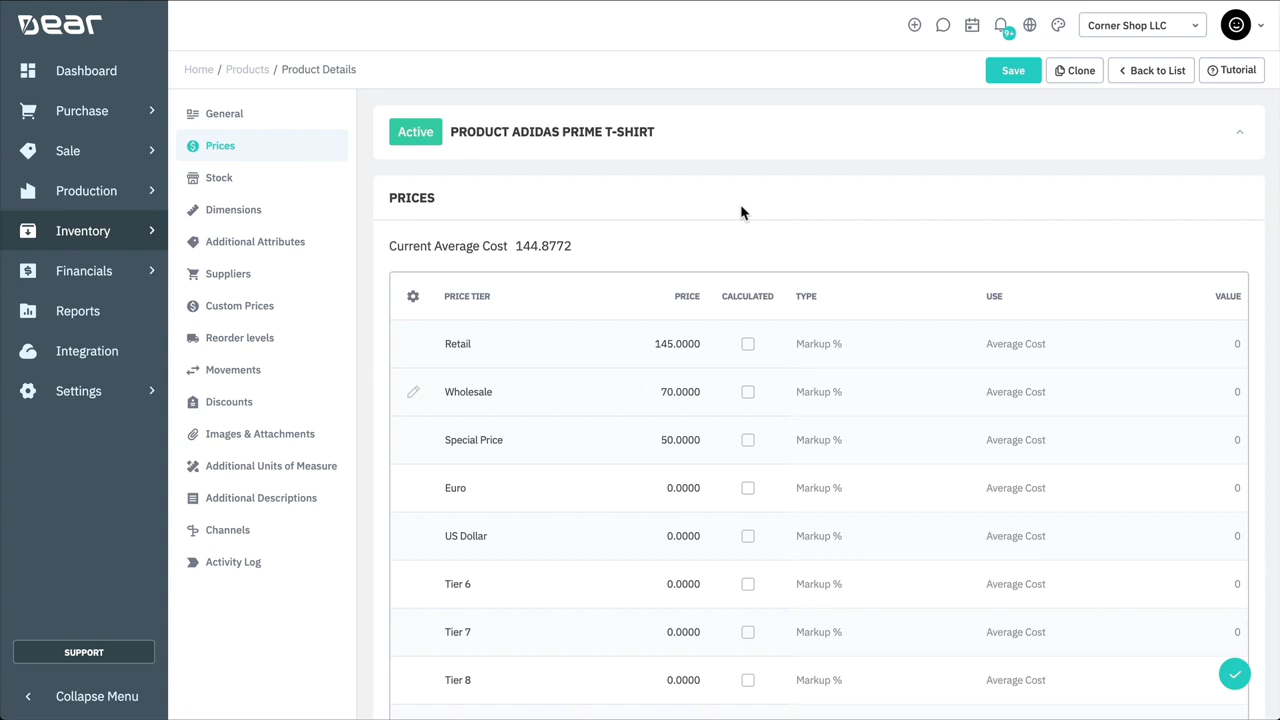 DEAR
9+
Corner Shop LLC
Dashboard
Purchase
Sale
Production
Inventory
Financials
Reports
Integration
Settings
SUPPORT
Collapse Menu
Home / Products / Product Details
Save
Clone
Back to List
Tutorial
General
Prices
Stock
Dimensions
Additional Attributes
Suppliers
Custom Prices
Reorder levels
Movements
Discounts
Images & Attachments
Additional Units of Measure
Additional Descriptions
Channels
Activity Log
Active PRODUCT ADIDAS PRIME T-SHIRT
PRICES
Current Average Cost 144.8772
PRICE TIER PRICE CALCULATED TYPE USE VALUE
Retail 145.0000 Markup % Average Cost 0
Wholesale 70.0000 Markup % Average Cost 0
Special Price 50.0000 Markup % Average Cost 0
Euro 0.0000 Markup % Average Cost 0
US Dollar 0.0000 Markup % Average Cost 0
Tier 6 0.0000 Markup % Average Cost 0
Tier 7 0.0000 Markup % Average Cost 0
Tier 8 0.0000 Markup % Average Cost 0